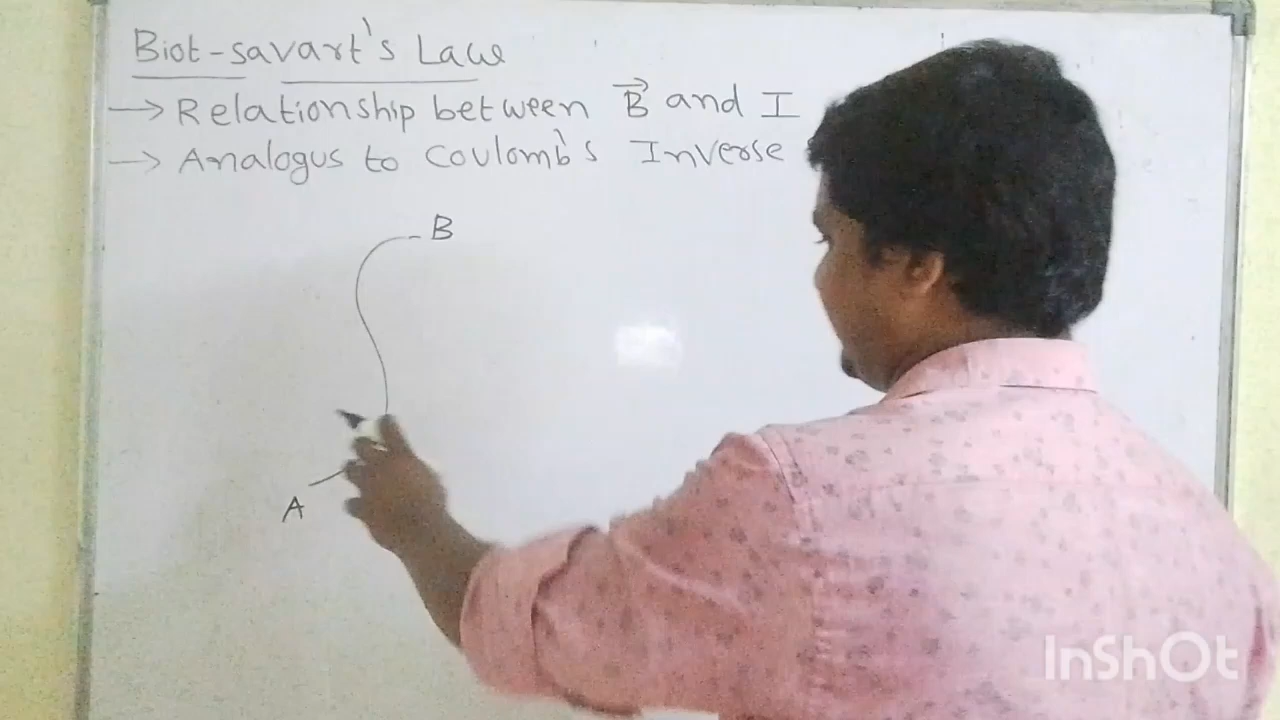 Biot-savart's Law
→ Relationship between B⃗ and I
→ Analogus to Coulomb's Inverse
B
A
InShOt